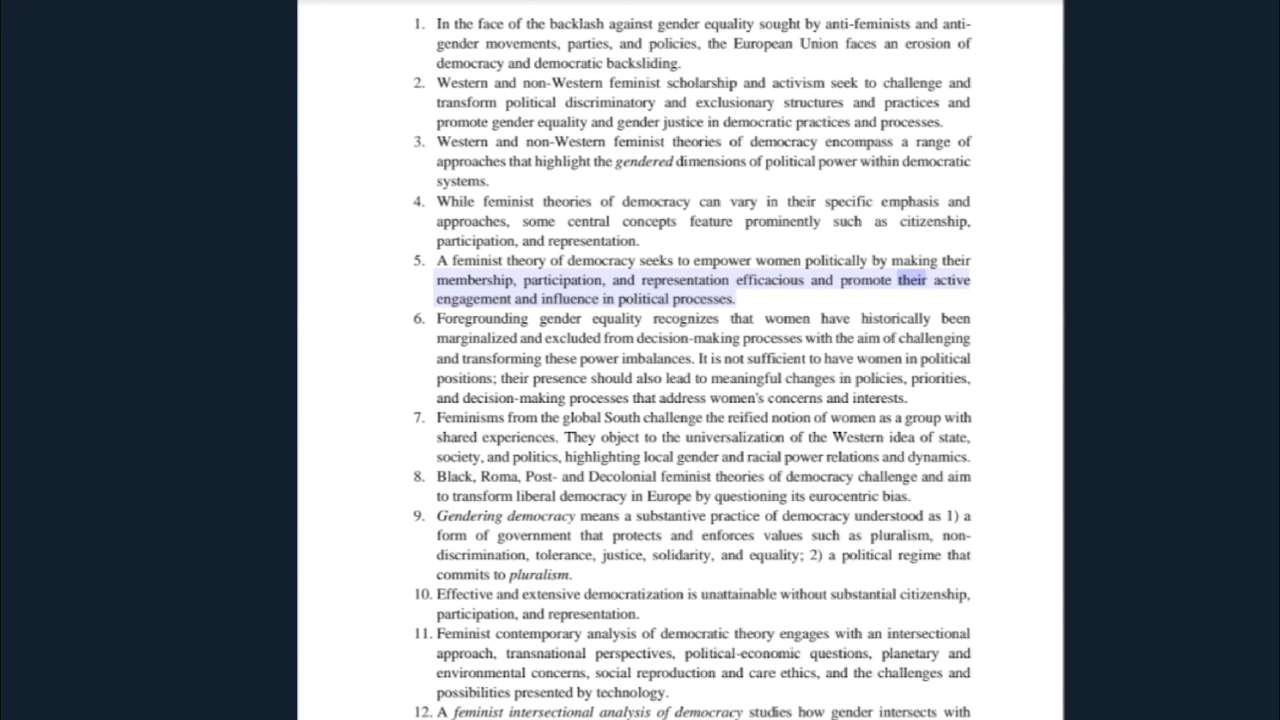 1. In the face of the backlash against gender equality sought by anti-feminists and anti-
gender movements, parties, and policies, the European Union faces an erosion of
democracy and democratic backsliding.
2. Western and non-Western feminist scholarship and activism seek to challenge and
transform political discriminatory and exclusionary structures and practices and
promote gender equality and gender justice in democratic practices and processes.
3. Western and non-Western feminist theories of democracy encompass a range of
approaches that highlight the gendered dimensions of political power within democratic
systems.
4. While feminist theories of democracy can vary in their specific emphasis and
approaches, some central concepts feature prominently such as citizenship,
participation, and representation.
5. A feminist theory of democracy seeks to empower women politically by making their
membership, participation, and representation efficacious and promote their active
engagement and influence in political processes.
6. Foregrounding gender equality recognizes that women have historically been
marginalized and excluded from decision-making processes with the aim of challenging
and transforming these power imbalances. It is not sufficient to have women in political
positions; their presence should also lead to meaningful changes in policies, priorities,
and decision-making processes that address women's concerns and interests.
7. Feminisms from the global South challenge the reified notion of women as a group with
shared experiences. They object to the universalization of the Western idea of state,
society, and politics, highlighting local gender and racial power relations and dynamics.
8. Black, Roma, Post- and Decolonial feminist theories of democracy challenge and aim
to transform liberal democracy in Europe by questioning its eurocentric bias.
9. Gendering democracy means a substantive practice of democracy understood as 1) a
form of government that protects and enforces values such as pluralism, non-
discrimination, tolerance, justice, solidarity, and equality; 2) a political regime that
commits to pluralism.
10. Effective and extensive democratization is unattainable without substantial citizenship,
participation, and representation.
11. Feminist contemporary analysis of democratic theory engages with an intersectional
approach, transnational perspectives, political-economic questions, planetary and
environmental concerns, social reproduction and care ethics, and the challenges and
possibilities presented by technology.
12. A feminist intersectional analysis of democracy studies how gender intersects with